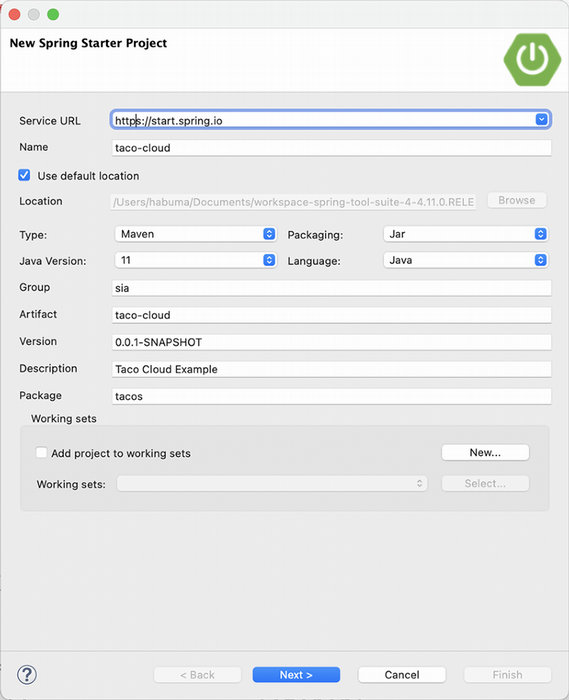 New Spring Starter Project
Service URL https://start.spring.io
Name taco-cloud
Use default location
Location /Users/habuma/Documents/workspace-spring-tool-suite-4-4.11.0.RELE Browse
Type: Maven Packaging: Jar
Java Version: 11 Language: Java
Group sia
Artifact taco-cloud
Version 0.0.1-SNAPSHOT
Description Taco Cloud Example
Package tacos
Working sets
Add project to working sets New...
Working sets: Select...
? < Back Next > Cancel Finish